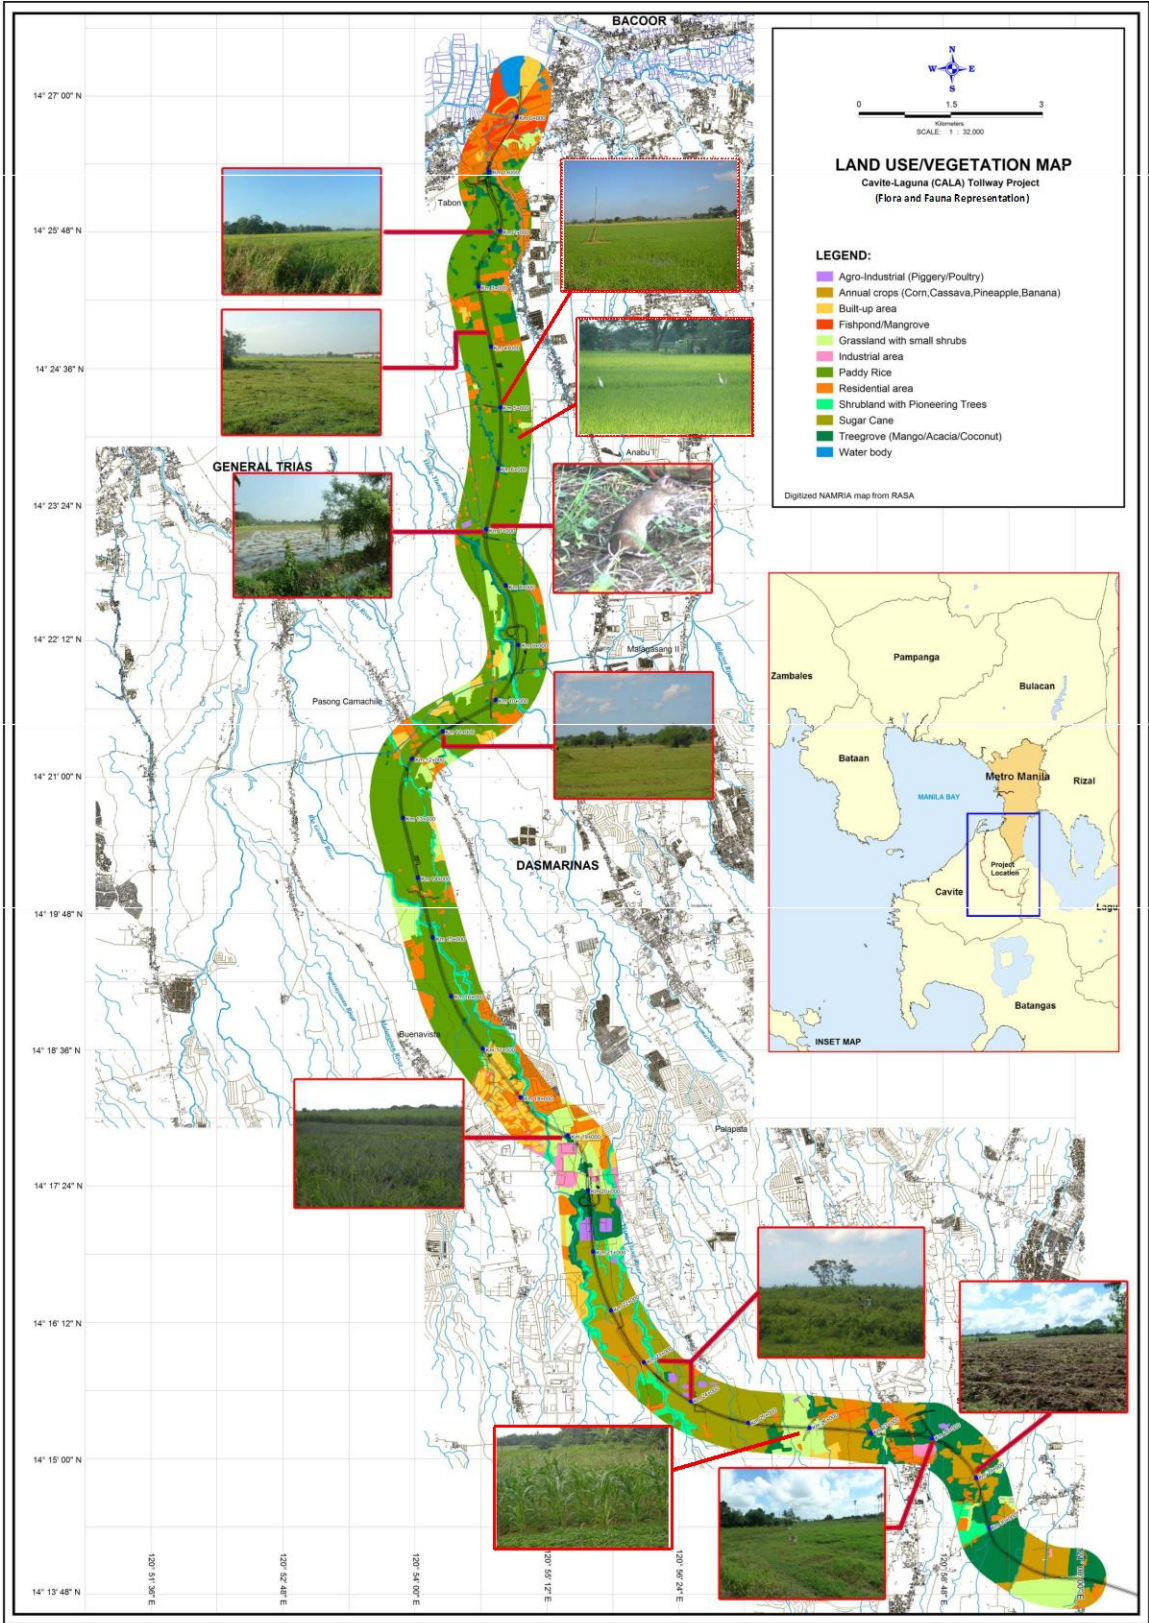 BACOOR
N
W E
S
0 1.5 3
Kilometers
SCALE: 1 : 32,000
LAND USE/VEGETATION MAP
Cavite-Laguna (CALA) Tollway Project
(Flora and Fauna Representation)
LEGEND:
Agro-Industrial (Piggery/Poultry)
Annual crops (Corn,Cassava,Pineapple,Banana)
Built-up area
Fishpond/Mangrove
Grassland with small shrubs
Industrial area
Paddy Rice
Residential area
Shrubland with Pioneering Trees
Sugar Cane
Treegrove (Mango/Acacia/Coconut)
Water body
Digitized NAMRIA map from RASA
14° 27' 00" N
Tabon
14° 25' 48" N
14° 24' 36" N
Anabu I
GENERAL TRIAS
14° 23' 24" N
14° 22' 12" N
Malagasang II
Pasong Camachile
14° 21' 00" N
DASMARINAS
14° 19' 48" N
Buenavista
14° 18' 36" N
Palapala
14° 17' 24" N
14° 16' 12" N
14° 15' 00" N
14° 13' 48" N
120° 51' 36" E
120° 52' 48" E
120° 54' 00" E
120° 55' 12" E
120° 56' 24" E
120° 58' 48" E
Pampanga
Zambales
Bulacan
Bataan
Metro Manila
Rizal
MANILA BAY
Project
Location
Cavite
Lagu
Batangas
INSET MAP